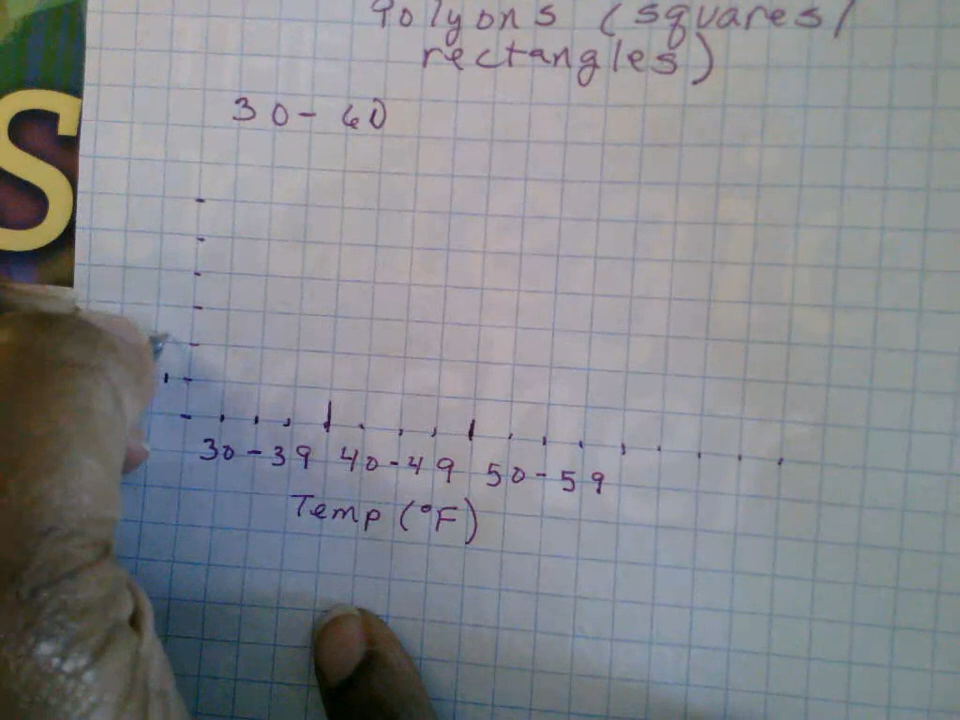 Polyons (squares/
rectangles)
30-60
S
30-39 40-49 50-59
Temp (°F)